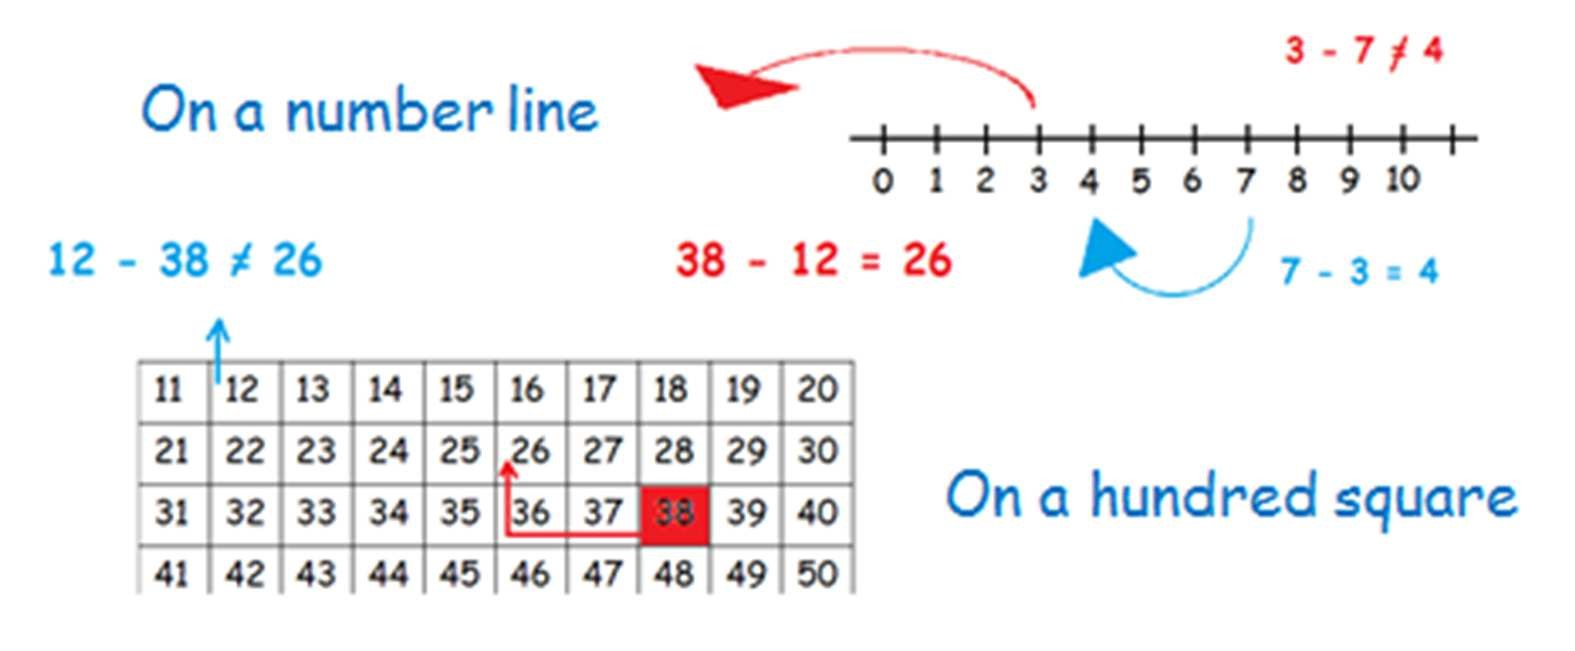 3 - 7 ≠ 4
On a number line
0 1 2 3 4 5 6 7 8 9 10
12 - 38 ≠ 26
38 - 12 = 26
7 - 3 = 4
11 12 13 14 15 16 17 18 19 20
21 22 23 24 25 26 27 28 29 30
31 32 33 34 35 36 37 38 39 40
On a hundred square
41 42 43 44 45 46 47 48 49 50